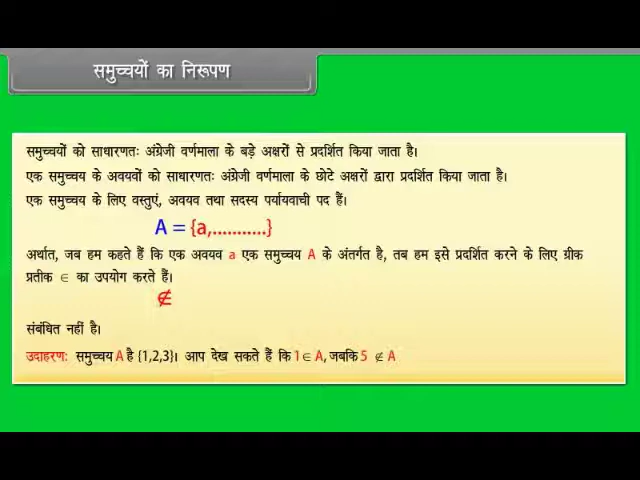 समुच्चयों का निरूपण
समुच्चयों को साधारणतः अंग्रेजी वर्णमाला के बड़े अक्षरों से प्रदर्शित किया जाता है।
एक समुच्चय के अवयवों को साधारणतः अंग्रेजी वर्णमाला के छोटे अक्षरों द्वारा प्रदर्शित किया जाता है।
एक समुच्चय के लिए वस्तुएं, अवयव तथा सदस्य पर्यायवाची पद हैं।
A = {a,...........}
अर्थात, जब हम कहते हैं कि एक अवयव a एक समुच्चय A के अंतर्गत है, तब हम इसे प्रदर्शित करने के लिए ग्रीक
प्रतीक ∈ का उपयोग करते हैं।
∉
संबंधित नहीं है।
उदाहरणः समुच्चय A है {1,2,3}। आप देख सकते हैं कि 1∈ A, जबकि 5 ∉ A